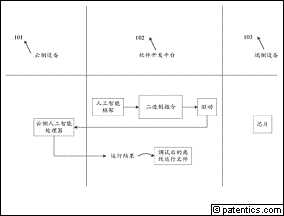 101
102
103
云侧设备
软件开发平台
端侧设备
人工智能
框架
二进制指令
驱动
云侧人工智能
处理器
芯片
运行结果
调试后的离
线运行文件
© patentics.com